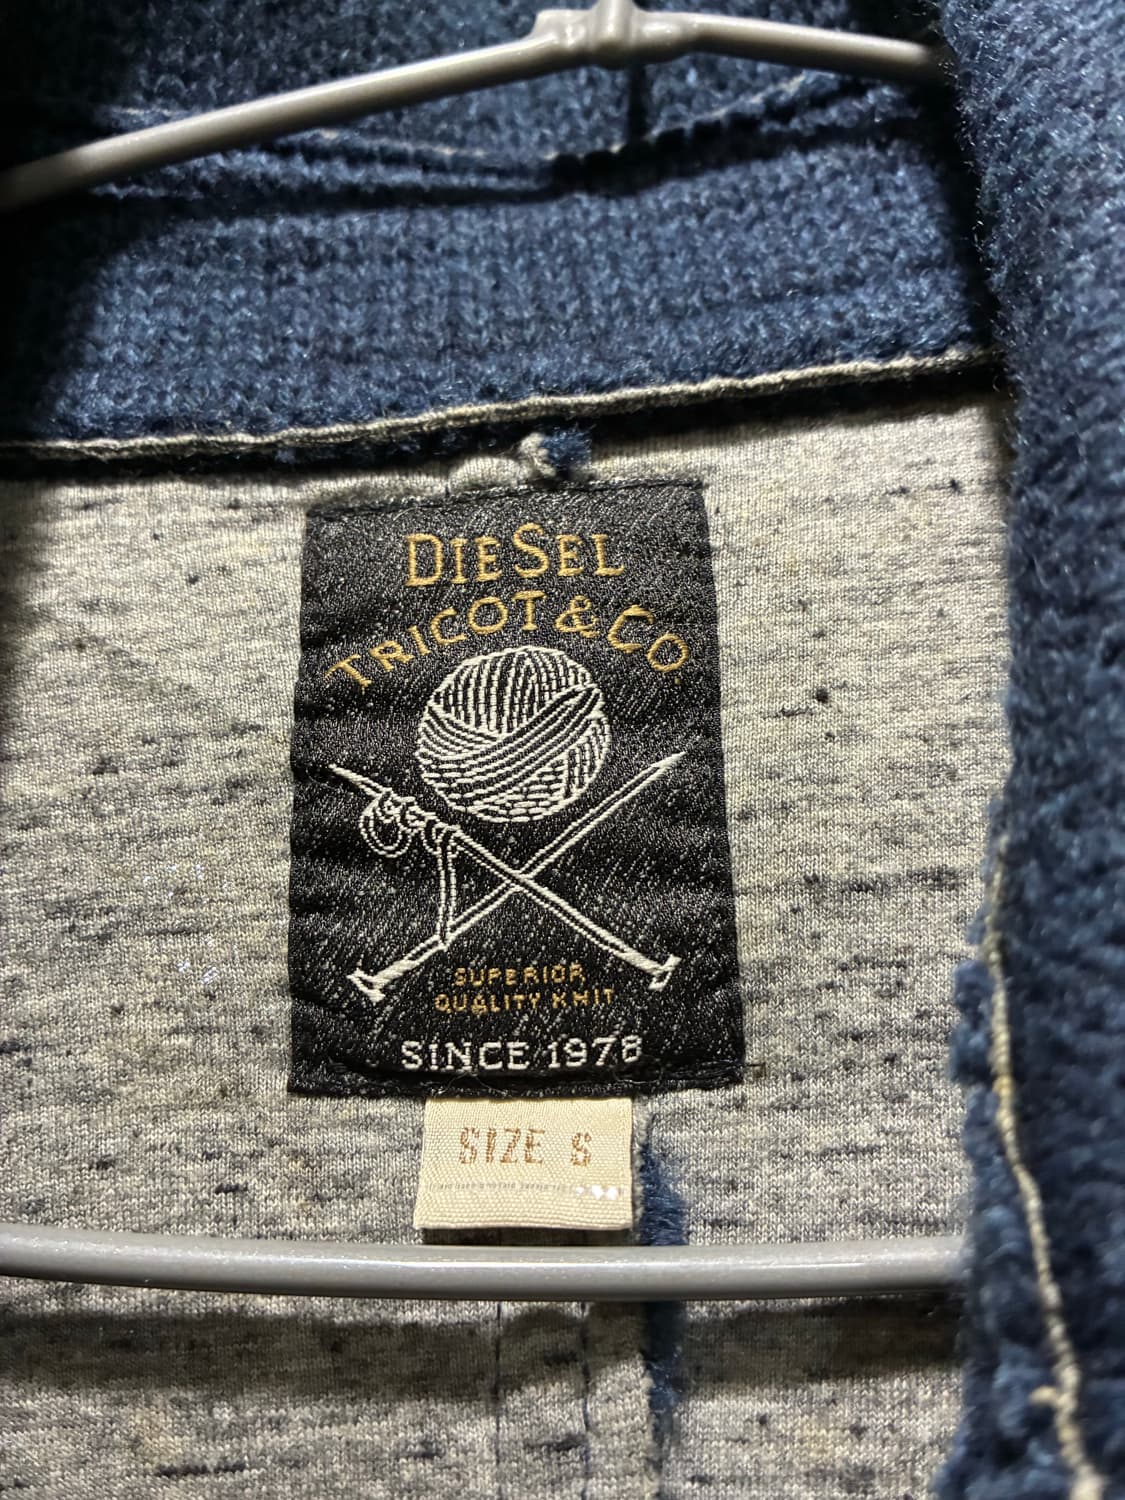 DIESEL
TRICOT & CO.
SUPERIOR
QUALITY KNIT
SINCE 1978
SIZE S